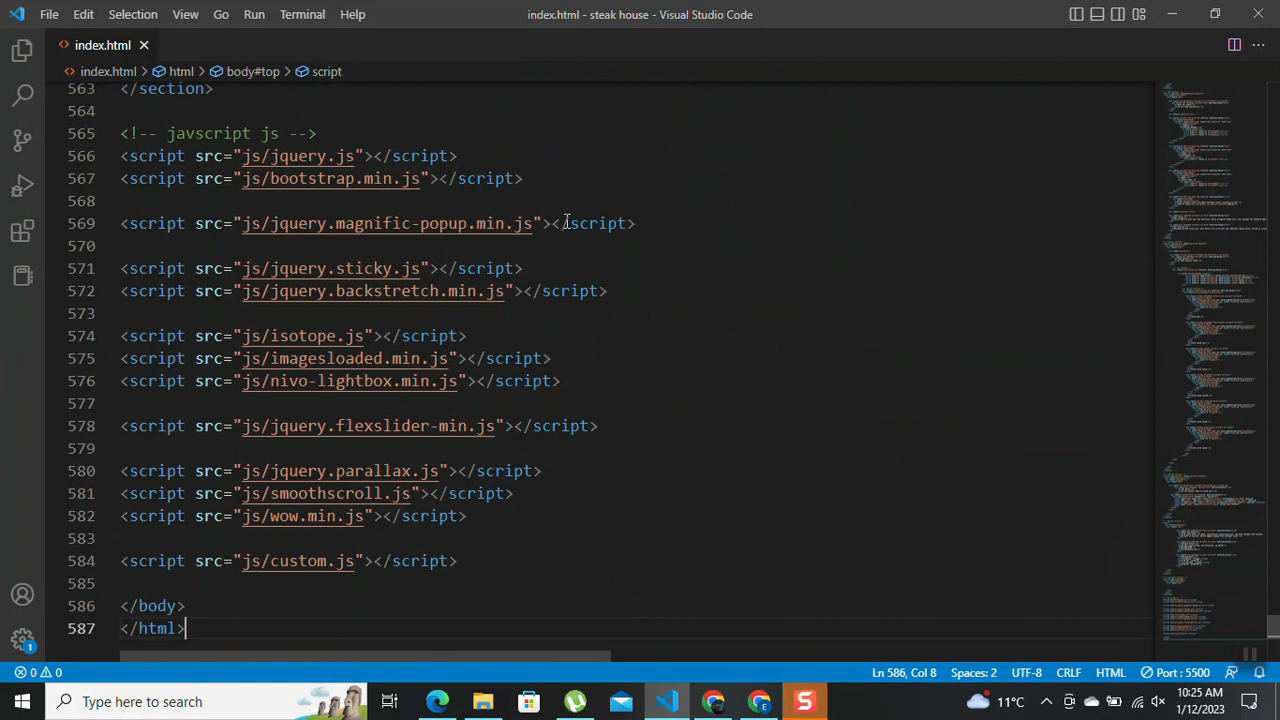 File Edit Selection View Go Run Terminal Help
index.html - steak house - Visual Studio Code
index.html
index.html html body#top script
563 </section>
564
565 <!-- javscript js -->
566 <script src="js/jquery.js"></script>
567 <script src="js/bootstrap.min.js"></script>
568
569 <script src="js/jquery.magnific-popup.min.js"></script>
570
571 <script src="js/jquery.sticky.js"></script>
572 <script src="js/jquery.backstretch.min.js"></script>
573
574 <script src="js/isotope.js"></script>
575 <script src="js/imagesloaded.min.js"></script>
576 <script src="js/nivo-lightbox.min.js"></script>
577
578 <script src="js/jquery.flexslider-min.js"></script>
579
580 <script src="js/jquery.parallax.js"></script>
581 <script src="js/smoothscroll.js"></script>
582 <script src="js/wow.min.js"></script>
583
584 <script src="js/custom.js"></script>
585
586 </body>
587 </html>
1
0 0 Ln 586, Col 8 Spaces: 2 UTF-8 CRLF HTML Port : 5500
Type here to search
E
S
11°C
10:25 AM
1/12/2023